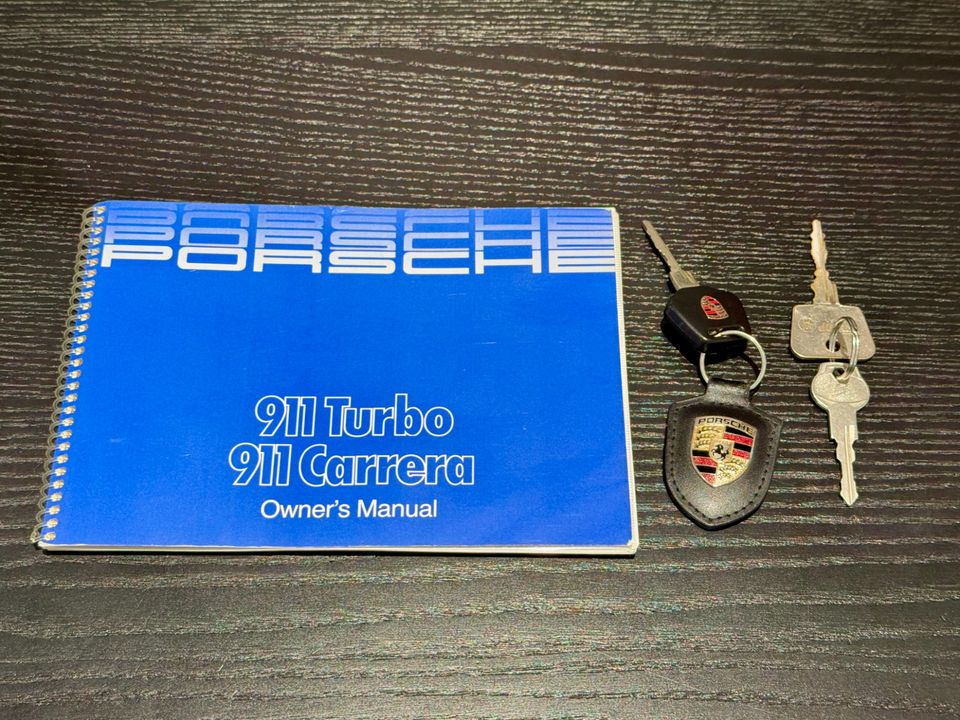 PORSCHE
PORSCHE
PORSCHE
911 Turbo
911 Carrera
Owner's Manual
PORSCHE